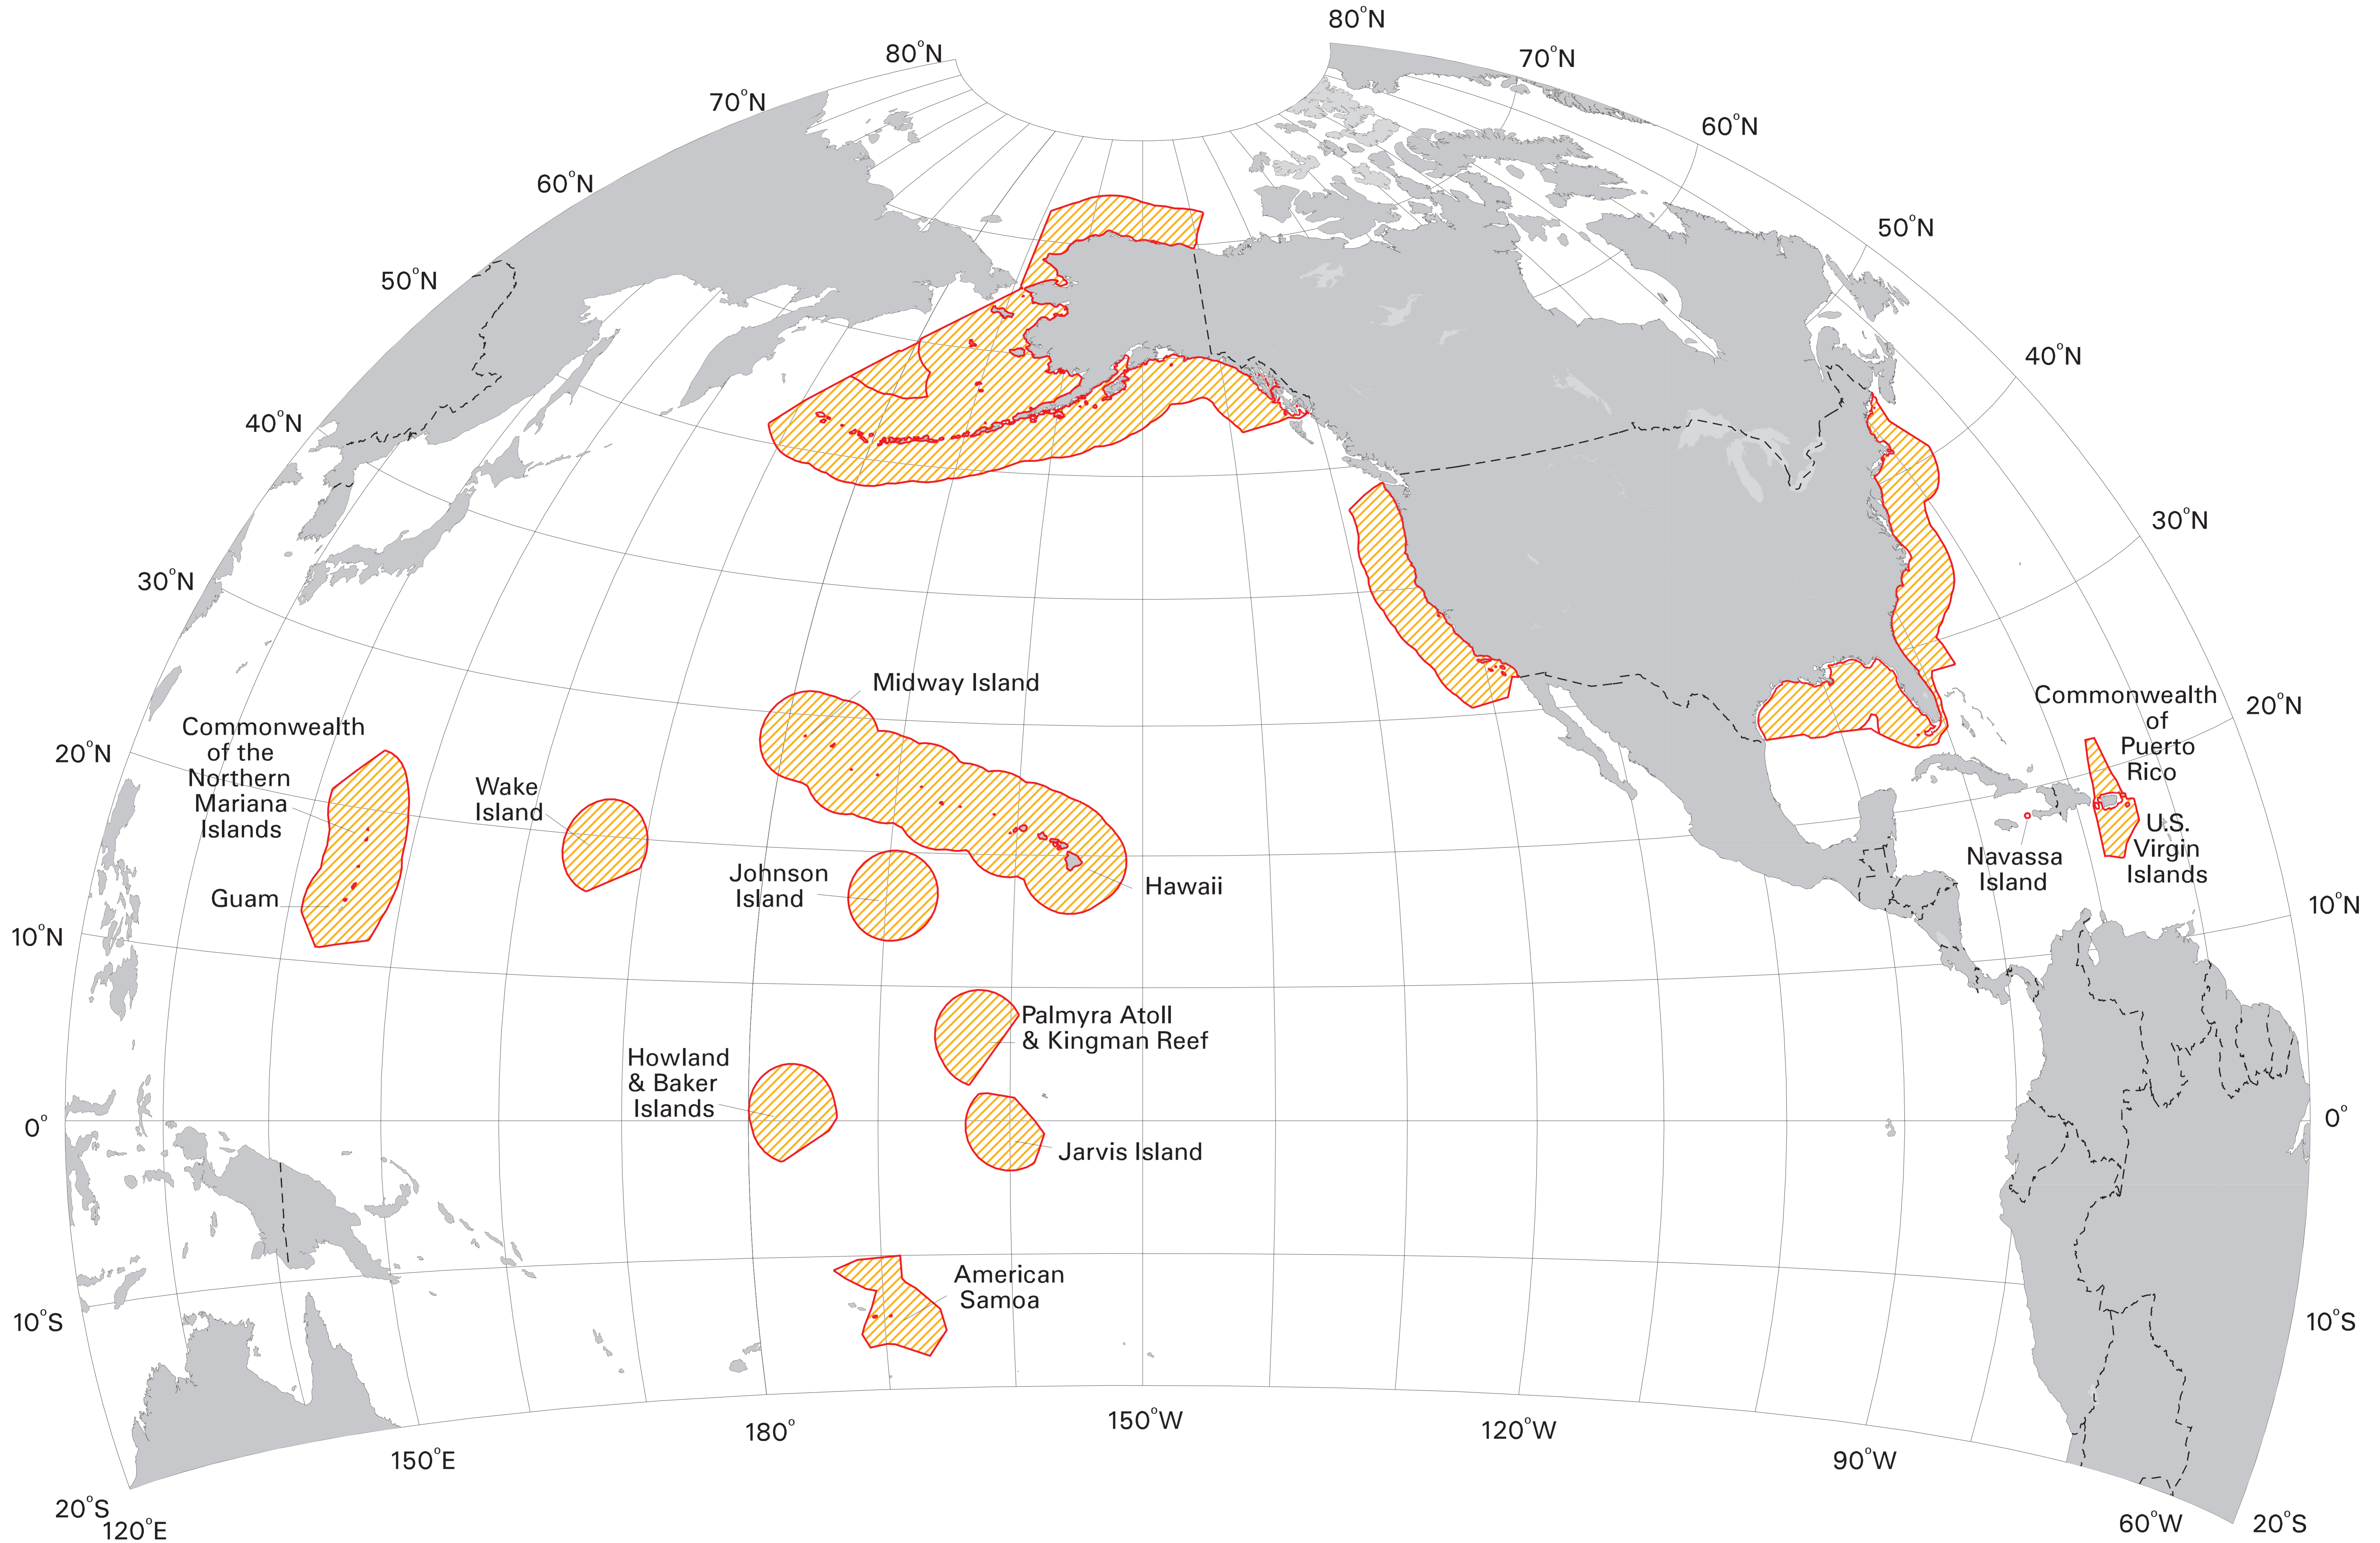 80°N
80°N
70°N
70°N
60°N
60°N
50°N
50°N
40°N
40°N
30°N
30°N
20°N
20°N
10°N
10°N
0°
0°
10°S
10°S
20°S
20°S
120°E
150°E
180°
150°W
120°W
90°W
60°W
Midway Island
Commonwealth
of the
Northern
Mariana
Islands
Guam
Wake
Island
Johnson
Island
Hawaii
Palmyra Atoll
& Kingman Reef
Howland
& Baker
Islands
Jarvis Island
American
Samoa
Commonwealth
of
Puerto
Rico
U.S.
Virgin
Islands
Navassa
Island